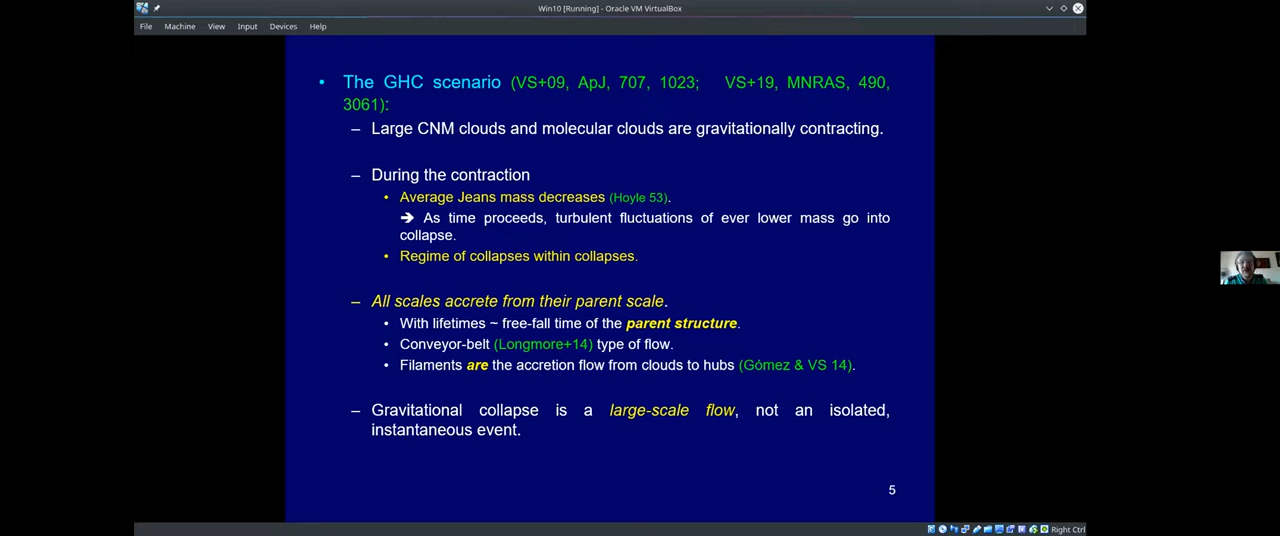 Win10 [Running] - Oracle VM VirtualBox
File Machine View Input Devices Help
• The GHC scenario (VS+09, ApJ, 707, 1023; VS+19, MNRAS, 490,
3061):
– Large CNM clouds and molecular clouds are gravitationally contracting.
– During the contraction
• Average Jeans mass decreases (Hoyle 53).
➔ As time proceeds, turbulent fluctuations of ever lower mass go into
collapse.
• Regime of collapses within collapses.
– All scales accrete from their parent scale.
• With lifetimes ~ free-fall time of the parent structure.
• Conveyor-belt (Longmore+14) type of flow.
• Filaments are the accretion flow from clouds to hubs (Gómez & VS 14).
– Gravitational collapse is a large-scale flow, not an isolated,
instantaneous event.
5
Right Ctrl